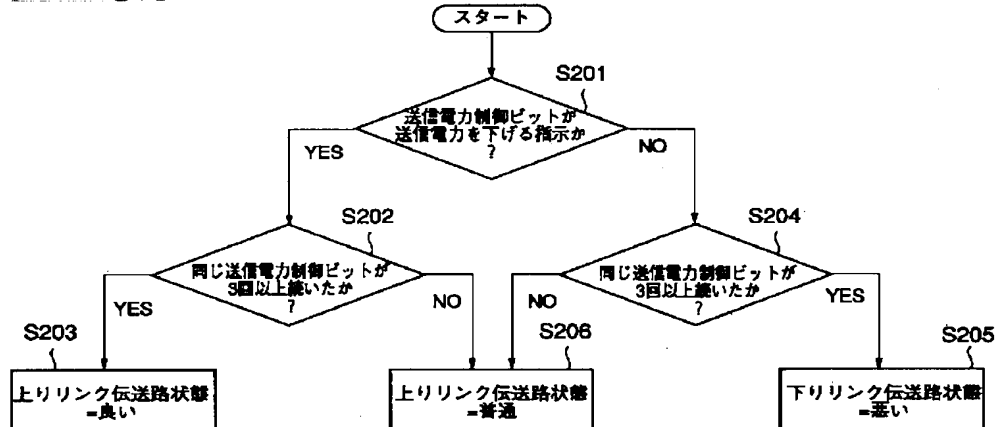 スタート
S201
送信電力制御ビットが
送信電力を下げる指示か
?
YES
NO
S202
同じ送信電力制御ビットが
3回以上続いたか
?
YES
NO
S204
同じ送信電力制御ビットが
3回以上続いたか
?
NO
YES
S203
上りリンク伝送路状態
=良い
S206
上りリンク伝送路状態
=普通
S205
下りリンク伝送路状態
=悪い